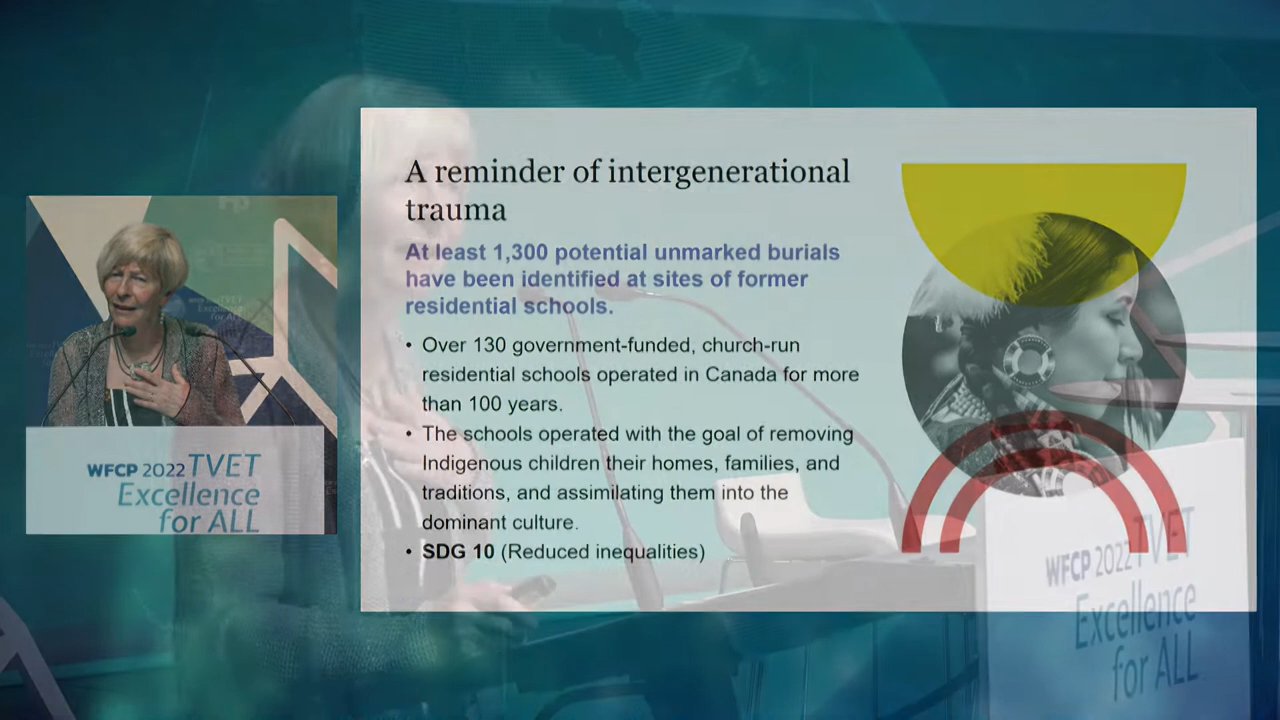 A reminder of intergenerational
trauma
At least 1,300 potential unmarked burials
have been identified at sites of former
residential schools.
• Over 130 government-funded, church-run
residential schools operated in Canada for more
than 100 years.
• The schools operated with the goal of removing
Indigenous children their homes, families, and
traditions, and assimilating them into the
dominant culture.
• SDG 10 (Reduced inequalities)
WFCP 2022 TVET
Excellence
for ALL
WFCP 2022 TVET
Excellence
for ALL